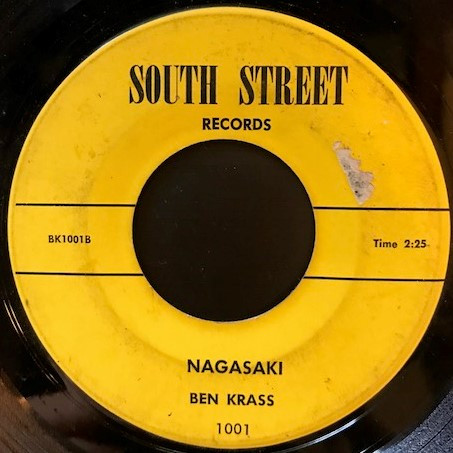 SOUTH STREET
RECORDS
BK1001B
Time 2:25
NAGASAKI
BEN KRASS
1001